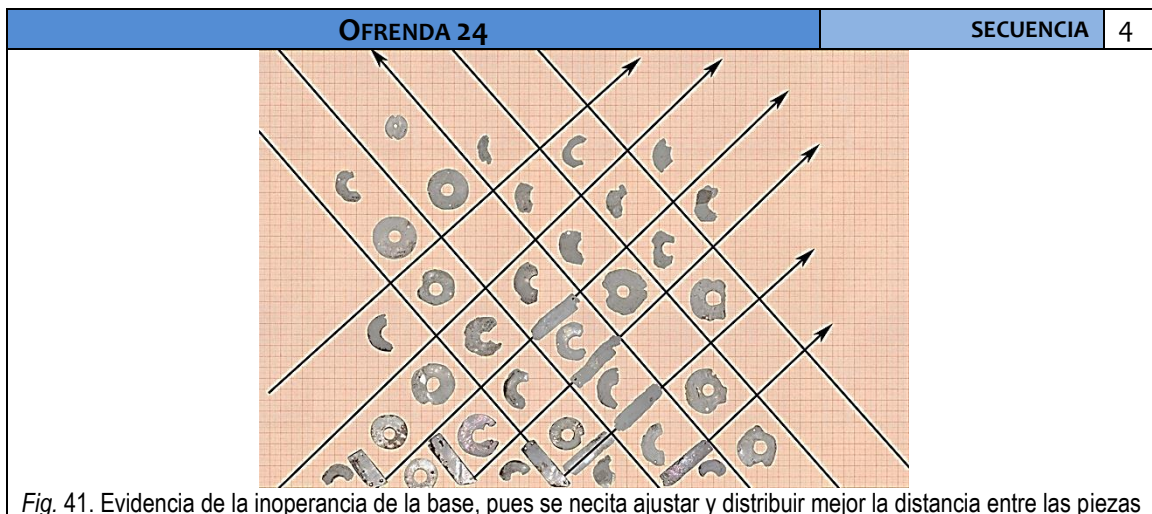 OFRENDA 24
SECUENCIA 4
Fig. 41. Evidencia de la inoperancia de la base, pues se necita ajustar y distribuir mejor la distancia entre las piezas